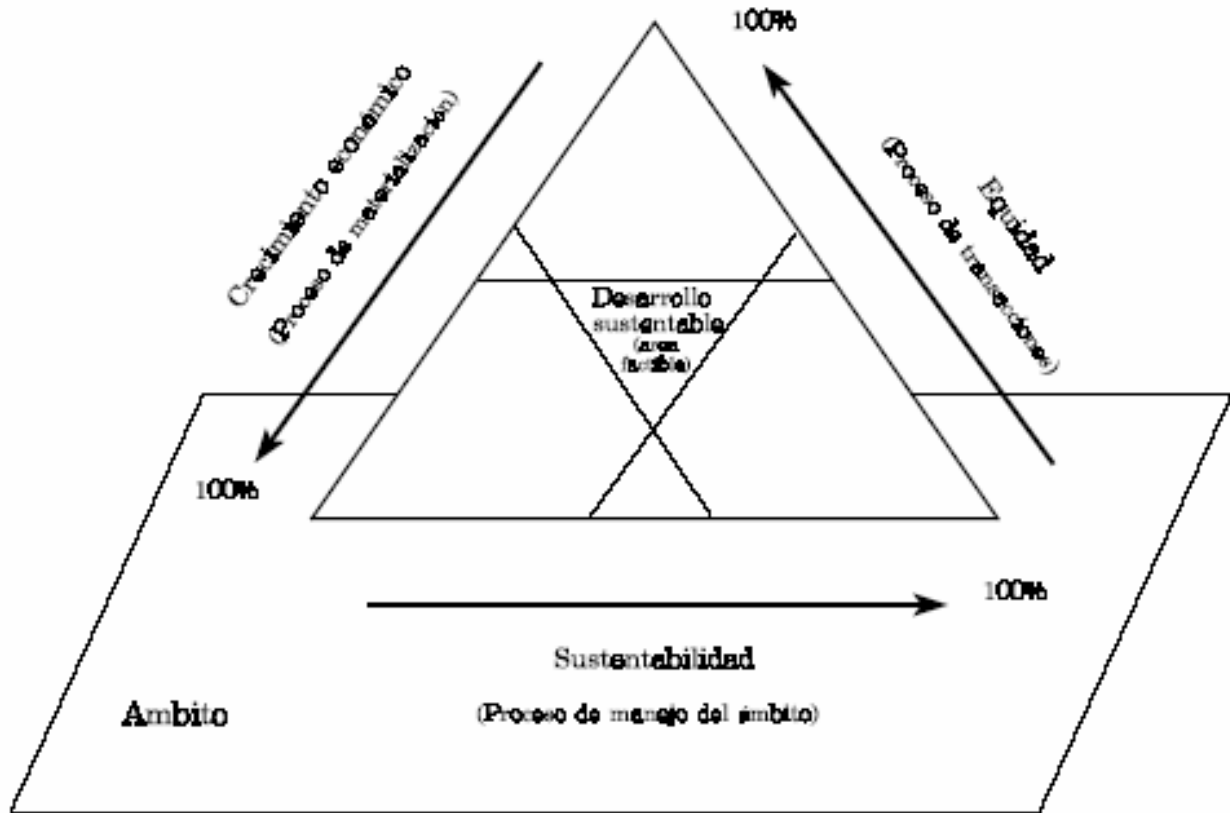 100%
Crecimiento económico
(Proceso de materialización)
Equidad
(Proceso de transacciones)
Desarrollo
sustentable
(area
factible)
100%
100%
Sustentabilidad
(Proceso de manejo del ámbito)
Ambito